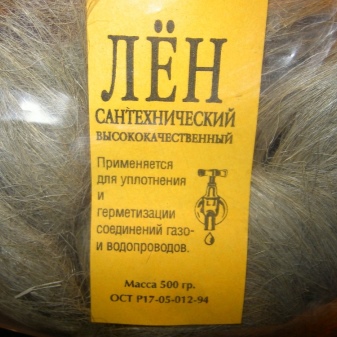 ЛЁН
САНТЕХНИЧЕСКИЙ
ВЫСОКОКАЧЕСТВЕННЫЙ
Применяется
для уплотнения
и
герметизации
соединений газо-
и водопроводов.
Масса 500 гр.
ОСТ Р17-05-012-94